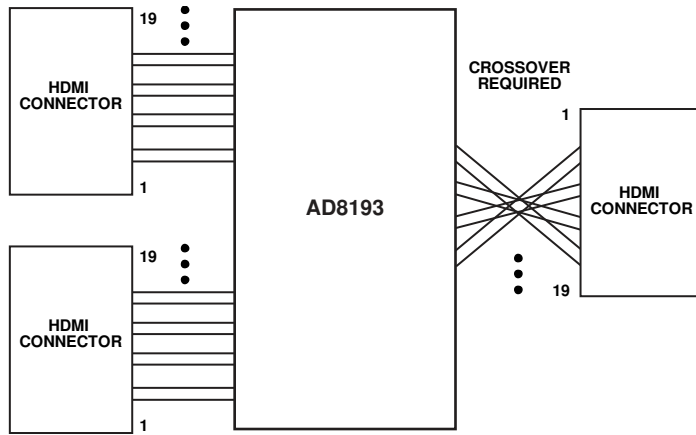 19
HDMI
CONNECTOR
1
19
HDMI
CONNECTOR
1
AD8193
CROSSOVER
REQUIRED
1
HDMI
CONNECTOR
19